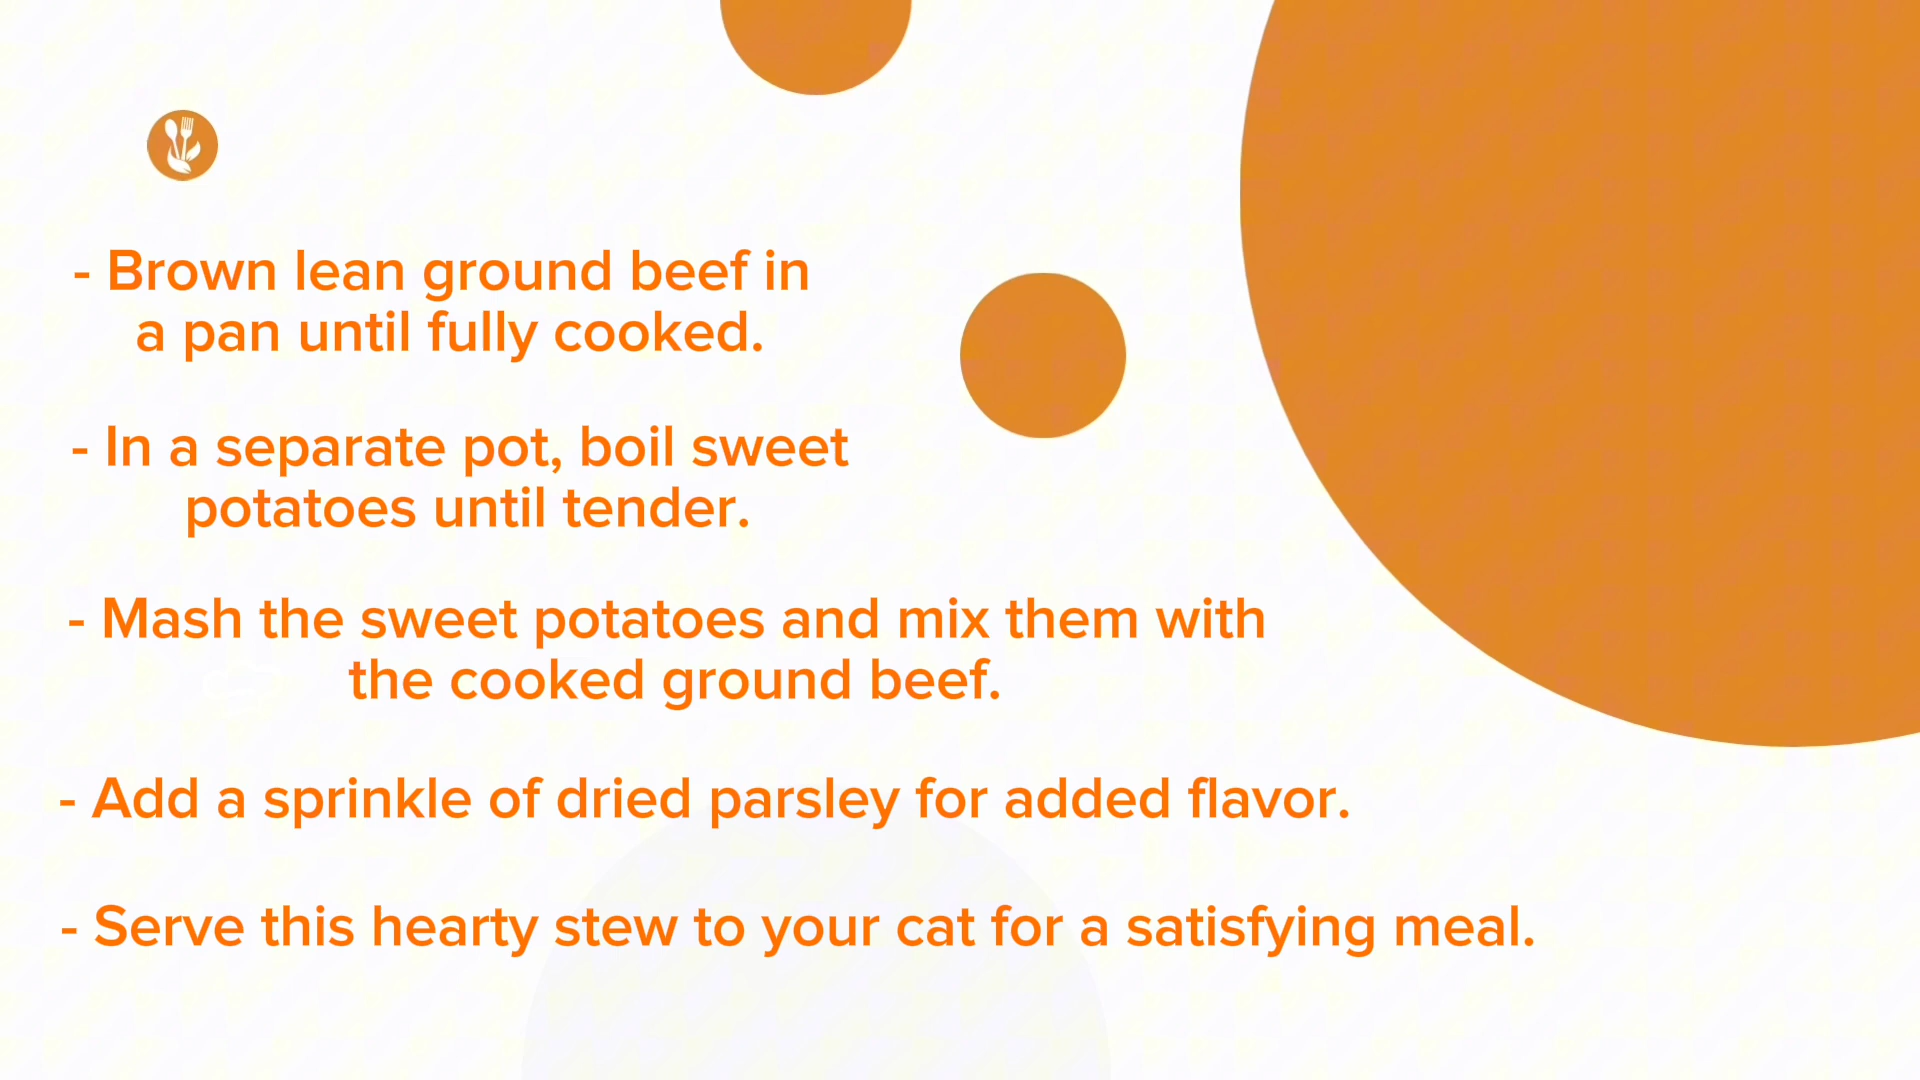 - Brown lean ground beef in
a pan until fully cooked.
- In a separate pot, boil sweet
potatoes until tender.
- Mash the sweet potatoes and mix them with
the cooked ground beef.
- Add a sprinkle of dried parsley for added flavor.
- Serve this hearty stew to your cat for a satisfying meal.